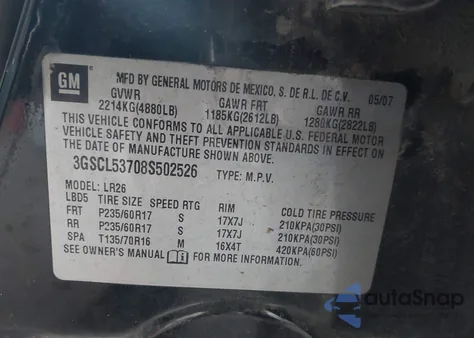 GM
MFD BY GENERAL MOTORS DE MEXICO, S. DE R.L. DE C.V. 05/07
GVWR GAWR FRT GAWR RR
2214KG(4880LB) 1185KG(2612LB) 1280KG(2822LB)
THIS VEHICLE CONFORMS TO ALL APPLICABLE U.S. FEDERAL MOTOR
VEHICLE SAFETY AND THEFT PREVENTION STANDARDS IN EFFECT ON
THE DATE OF MANUFACTURE SHOWN ABOVE.
3GSCL53708S502526 TYPE: M.P.V.
MODEL: LR26
LBD5 TIRE SIZE SPEED RTG RIM COLD TIRE PRESSURE
FRT P235/60R17 S 17X7J 210KPA(30PSI)
RR P235/60R17 S 17X7J 210KPA(30PSI)
SPA T135/70R16 M 16X4T 420KPA(60PSI)
SEE OWNER'S MANUAL FOR MORE INFORMATION
autoSnap